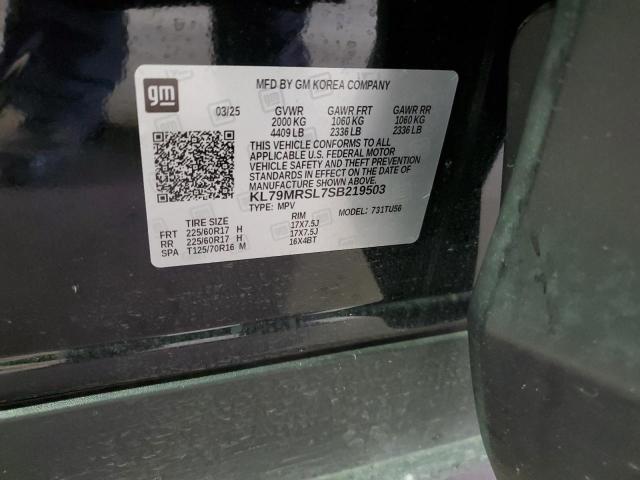 gm
MFD BY GM KOREA COMPANY
03/25 GVWR GAWR FRT GAWR RR
2000 KG 1060 KG 1060 KG
4409 LB 2336 LB 2336 LB
THIS VEHICLE CONFORMS TO ALL
APPLICABLE U.S. FEDERAL MOTOR
VEHICLE SAFETY AND THEFT PREVENTION
STANDARDS IN EFFECT ON THE DATE OF
MANUFACTURE SHOWN ABOVE.
KL79MRSL7SB219503
TYPE: MPV MODEL: 731TU56
TIRE SIZE RIM
FRT 225/60R17 H 17X7.5J
RR 225/60R17 H 17X7.5J
SPA T125/70R16 M 16X4BT